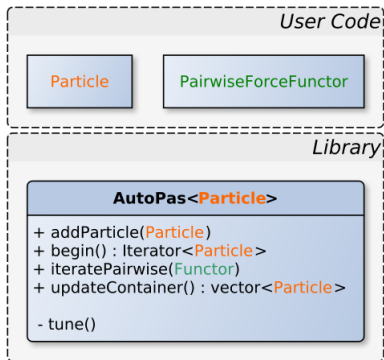 User Code
Particle
PairwiseForceFunctor
Library
AutoPas<Particle>
+ addParticle(Particle)
+ begin() : Iterator<Particle>
+ iteratePairwise(Functor)
+ updateContainer() : vector<Particle>
- tune()